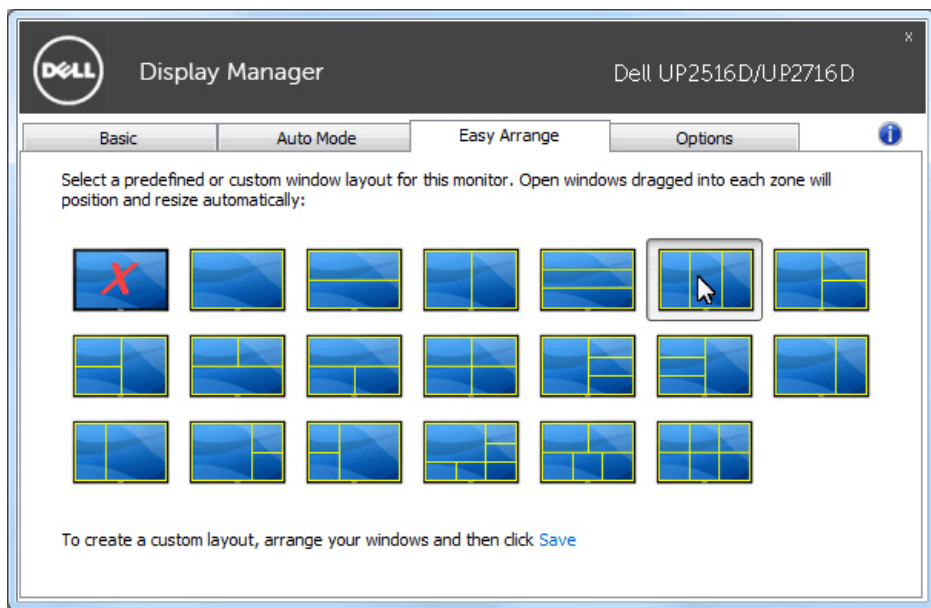 x
DELL Display Manager Dell UP2516D/UP2716D
Basic Auto Mode Easy Arrange Options i
Select a predefined or custom window layout for this monitor. Open windows dragged into each zone will
position and resize automatically:
X
To create a custom layout, arrange your windows and then click Save